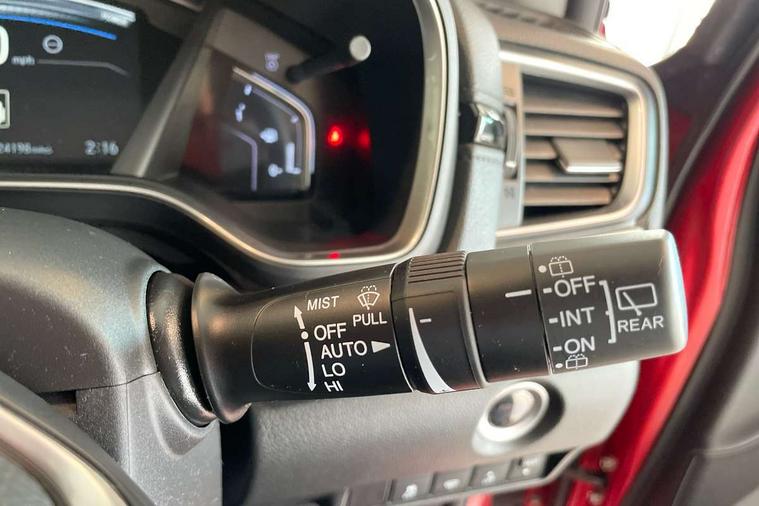 mph
2:16
MIST
PULL
OFF
AUTO
LO
HI
OFF
INT
ON
REAR